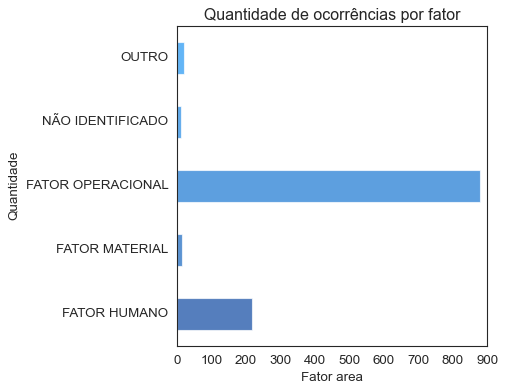 Quantidade de ocorrências por fator
OUTRO
NÃO IDENTIFICADO
FATOR OPERACIONAL
FATOR MATERIAL
FATOR HUMANO
Quantidade
0 100 200 300 400 500 600 700 800 900
Fator area